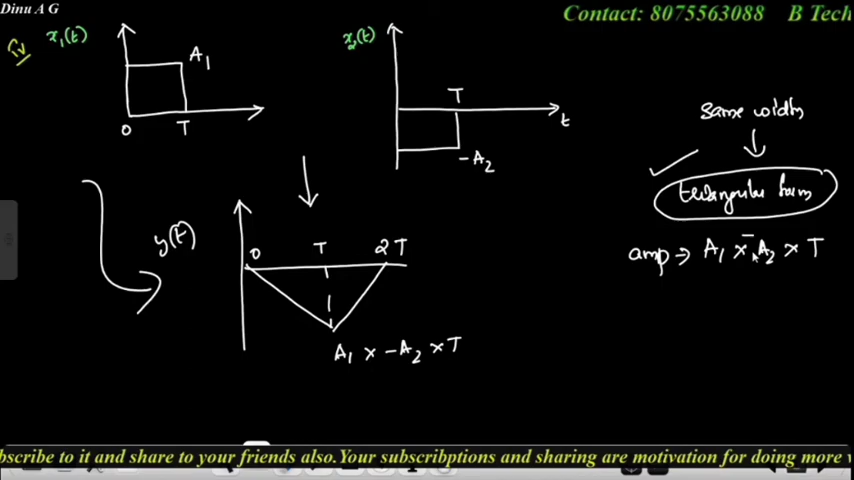 Dinu A G
Contact: 8075563088 B Tech
iv
x₁(t)
A₁
0
T
x₂(t)
T
t
-A₂
same width
triangular form
amp → A₁ x -A₂ x T
y(t)
0
T
2T
A₁ x -A₂ x T
bscribe to it and share to your friends also.Your subscribptions and sharing are motivation for doing more v